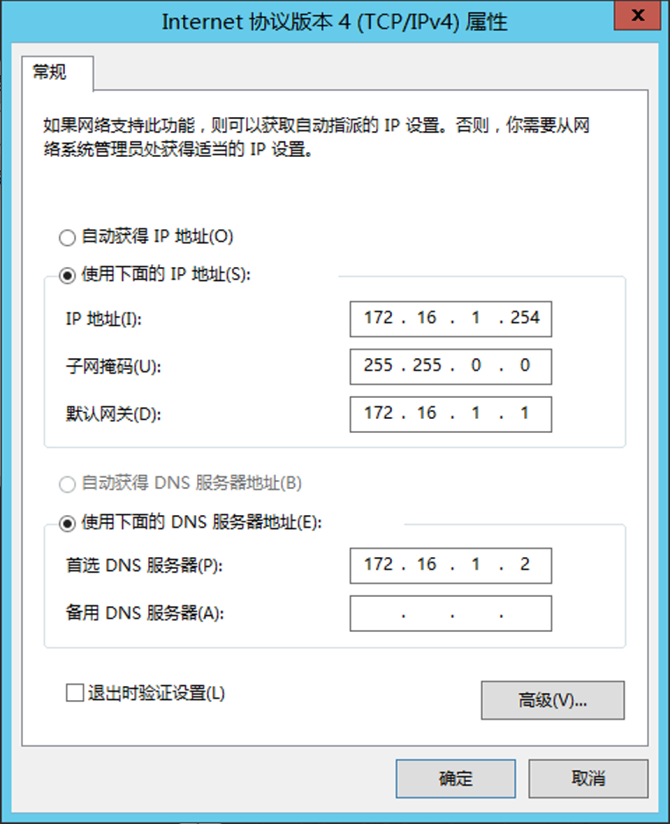 Internet 协议版本 4 (TCP/IPv4) 属性
x
常规
如果网络支持此功能，则可以获取自动指派的 IP 设置。否则，你需要从网
络系统管理员处获得适当的 IP 设置。
自动获得 IP 地址(O)
使用下面的 IP 地址(S):
IP 地址(I): 172 . 16 . 1 . 254
子网掩码(U): 255 . 255 . 0 . 0
默认网关(D): 172 . 16 . 1 . 1
自动获得 DNS 服务器地址(B)
使用下面的 DNS 服务器地址(E):
首选 DNS 服务器(P): 172 . 16 . 1 . 2
备用 DNS 服务器(A): . . .
退出时验证设置(L)
高级(V)...
确定 取消